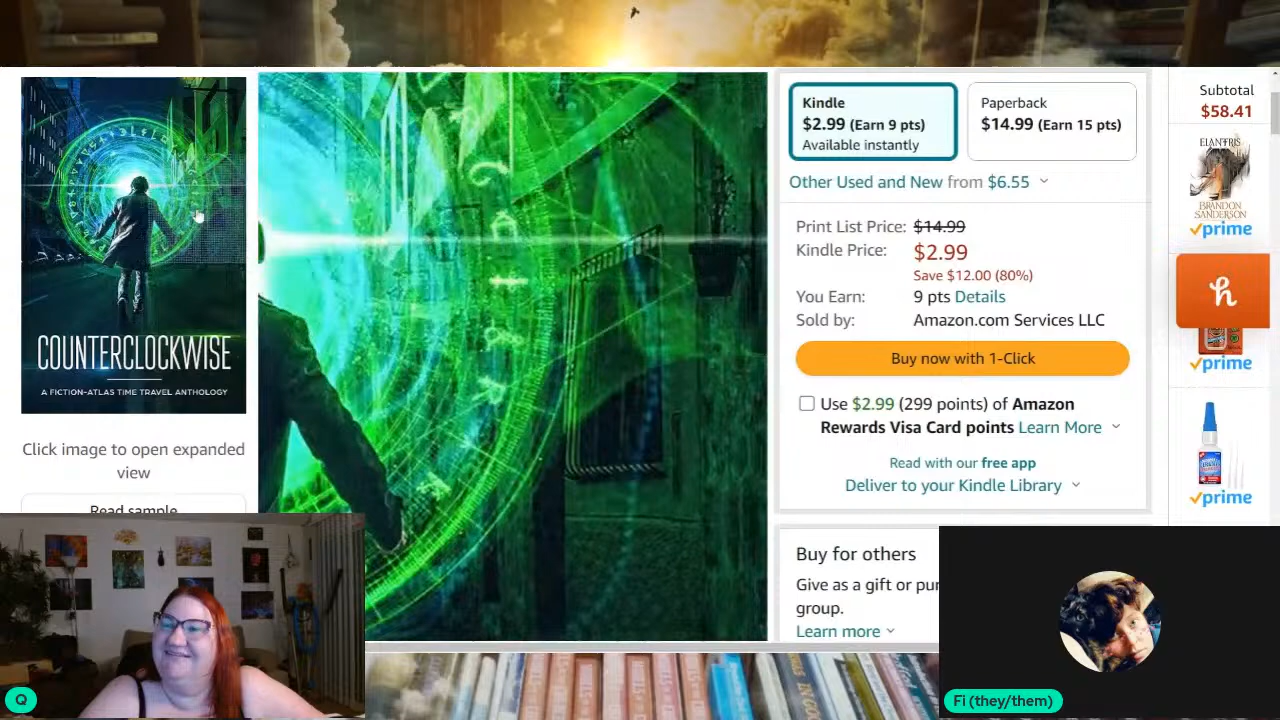 COUNTERCLOCKWISE
A FICTION-ATLAS TIME TRAVEL ANTHOLOGY
Click image to open expanded
view
Read sample
Kindle
$2.99 (Earn 9 pts)
Available instantly
Paperback
$14.99 (Earn 15 pts)
Other Used and New from $6.55
Print List Price: $14.99
Kindle Price: $2.99
Save $12.00 (80%)
You Earn: 9 pts Details
Sold by: Amazon.com Services LLC
Buy now with 1-Click
Use $2.99 (299 points) of Amazon
Rewards Visa Card points Learn More
Read with our free app
Deliver to your Kindle Library
Buy for others
Give as a gift or pur
group.
Learn more
Subtotal
$58.41
ELANTRIS
BRANDON
SANDERSON
prime
h
prime
prime
Q
Fi (they/them)